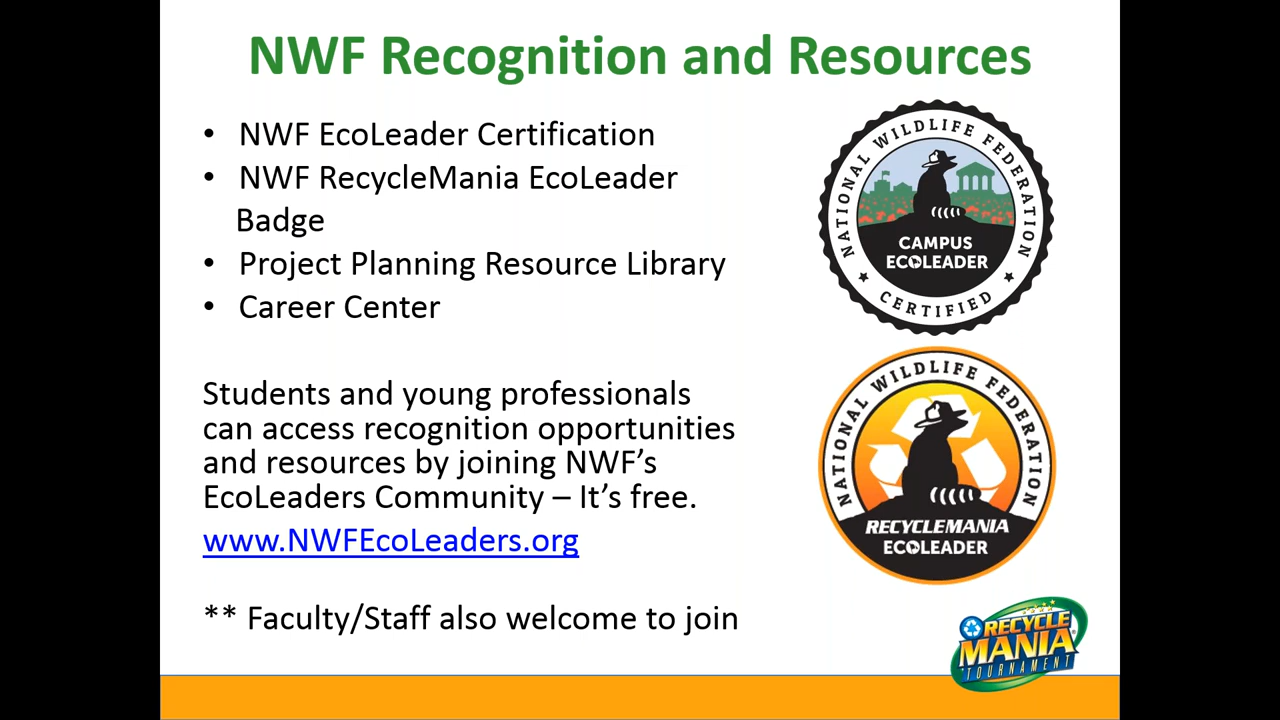 NWF Recognition and Resources
• NWF EcoLeader Certification
• NWF RecycleMania EcoLeader
Badge
• Project Planning Resource Library
• Career Center
Students and young professionals
can access recognition opportunities
and resources by joining NWF’s
EcoLeaders Community – It’s free.
www.NWFEcoLeaders.org
** Faculty/Staff also welcome to join
NATIONAL WILDLIFE FEDERATION
CAMPUS
ECOLEADER
CERTIFIED
NATIONAL WILDLIFE FEDERATION
RECYCLEMANIA
ECOLEADER
RECYCLE
MANIA
TOURNAMENT